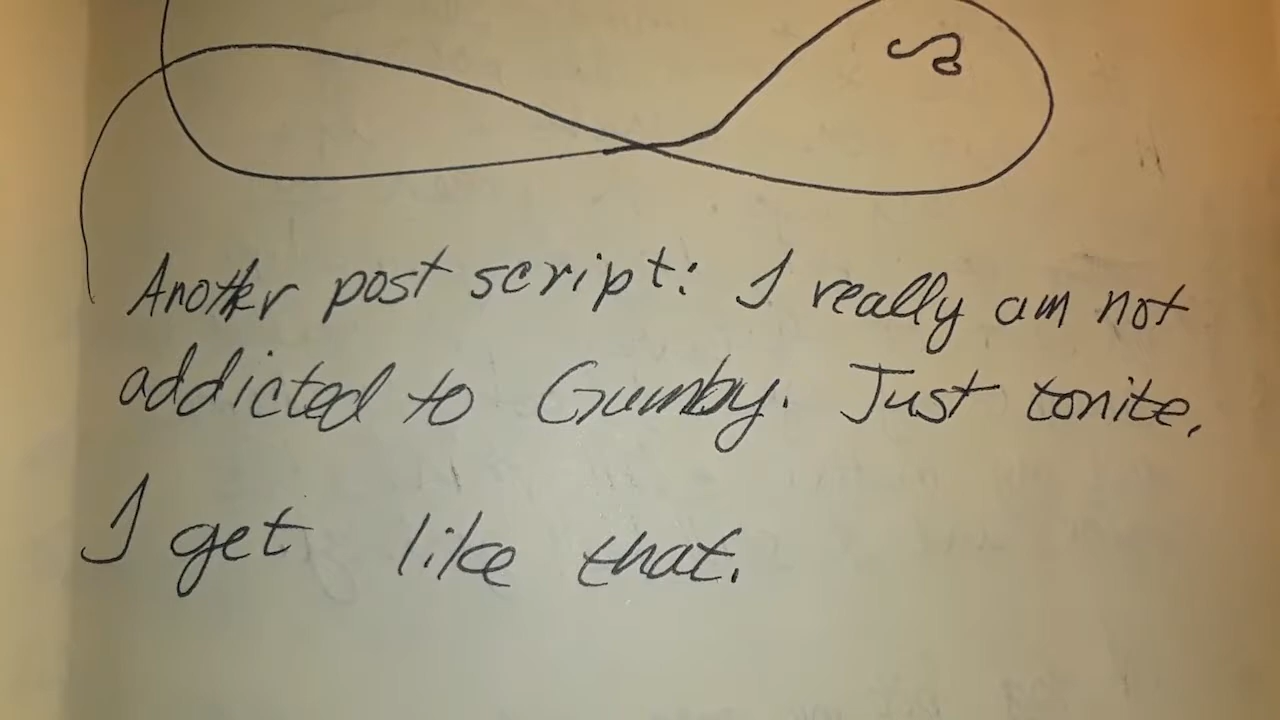 Another post script: I really am not
addicted to Gumby. Just tonite,
I get like that.